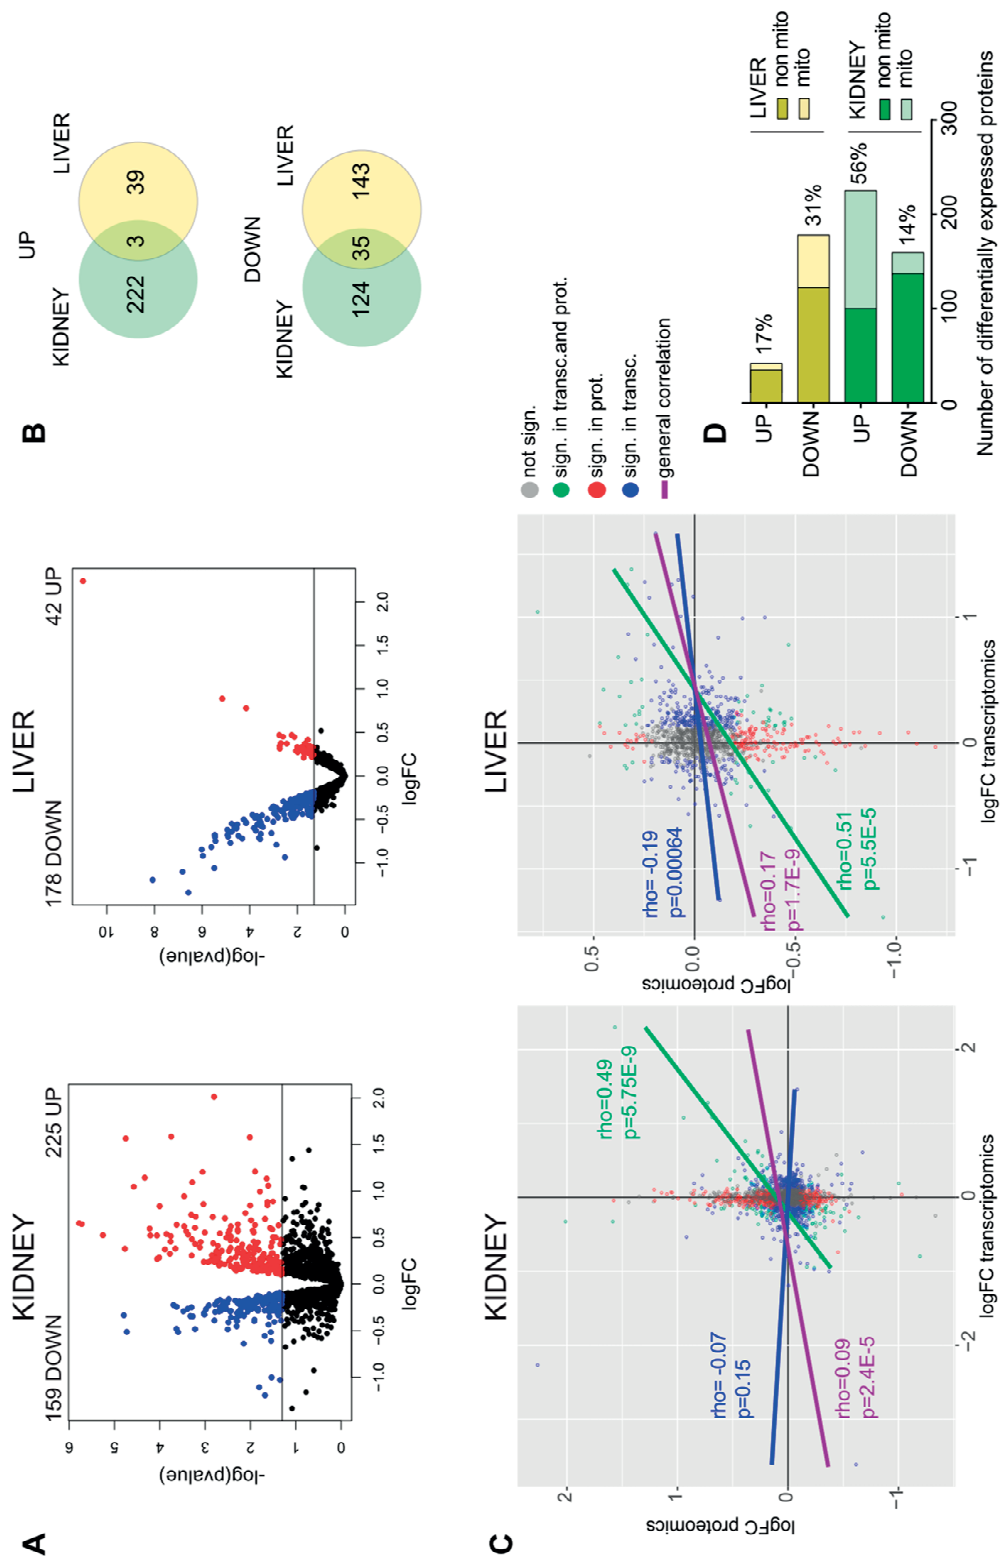 A
KIDNEY
159 DOWN
225 UP
-log(pvalue)
0
1
2
3
4
5
6
-1.0
-0.5
0.0
0.5
1.0
1.5
2.0
logFC
LIVER
178 DOWN
42 UP
-log(pvalue)
0
2
4
6
8
10
-1.0
-0.5
0.0
0.5
1.0
1.5
2.0
logFC
B
UP
KIDNEY
LIVER
222
3
39
DOWN
KIDNEY
LIVER
124
35
143
C
KIDNEY
logFC proteomics
2
1
0
-1
rho= -0.07
p=0.15
rho=0.09
p=2.4E-5
rho=0.49
p=5.75E-9
-2
0
2
logFC transcriptomics
LIVER
logFC proteomics
0.5
0.0
-0.5
-1.0
rho= -0.19
p=0.00064
rho=0.17
p=1.7E-9
rho=0.51
p=5.5E-5
-1
0
1
logFC transcriptomics
not sign.
sign. in transc.and prot.
sign. in prot.
sign. in transc.
general correlation
D
UP
17%
DOWN
31%
UP
56%
DOWN
14%
0
100
200
300
Number of differentially expressed proteins
LIVER
non mito
mito
KIDNEY
non mito
mito